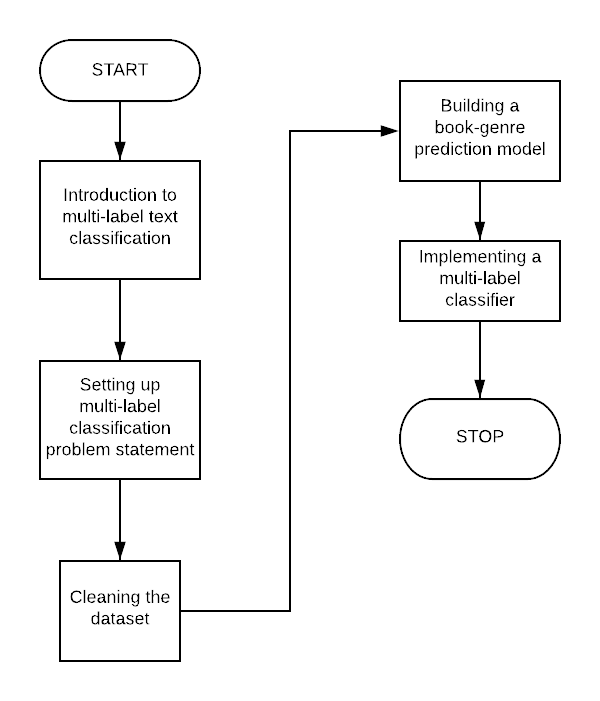 START
Introduction to
multi-label text
classification
Setting up
multi-label
classification
problem statement
Cleaning the
dataset
Building a
book-genre
prediction model
Implementing a
multi-label
classifier
STOP